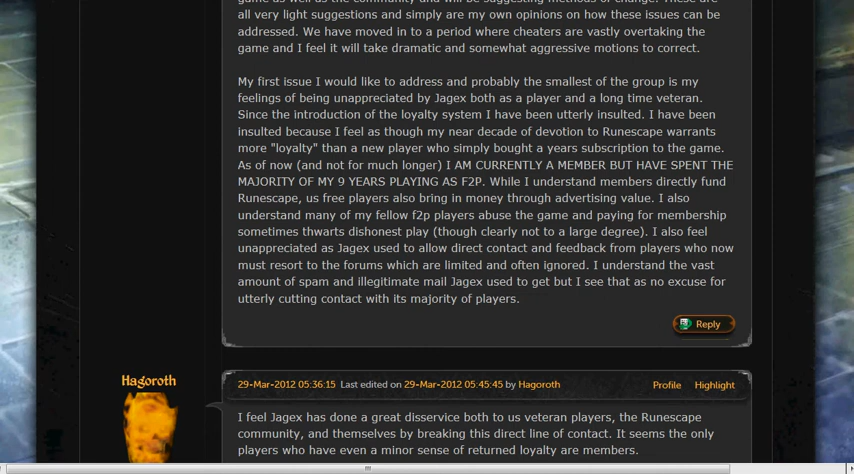 game as well as the community and will be suggesting methods of change. These are
all very light suggestions and simply are my own opinions on how these issues can be
addressed. We have moved in to a period where cheaters are vastly overtaking the
game and I feel it will take dramatic and somewhat aggressive motions to correct.
My first issue I would like to address and probably the smallest of the group is my
feelings of being unappreciated by Jagex both as a player and a long time veteran.
Since the introduction of the loyalty system I have been utterly insulted. I have been
insulted because I feel as though my near decade of devotion to Runescape warrants
more "loyalty" than a new player who simply bought a years subscription to the game.
As of now (and not for much longer) I AM CURRENTLY A MEMBER BUT HAVE SPENT THE
MAJORITY OF MY 9 YEARS PLAYING AS F2P. While I understand members directly fund
Runescape, us free players also bring in money through advertising value. I also
understand many of my fellow f2p players abuse the game and paying for membership
sometimes thwarts dishonest play (though clearly not to a large degree). I also feel
unappreciated as Jagex used to allow direct contact and feedback from players who now
must resort to the forums which are limited and often ignored. I understand the vast
amount of spam and illegitimate mail Jagex used to get but I see that as no excuse for
utterly cutting contact with its majority of players.
Reply
Hagoroth
29-Mar-2012 05:36:15 Last edited on 29-Mar-2012 05:45:45 by Hagoroth Profile Highlight
I feel Jagex has done a great disservice both to us veteran players, the Runescape
community, and themselves by breaking this direct line of contact. It seems the only
players who have even a minor sense of returned loyalty are members.